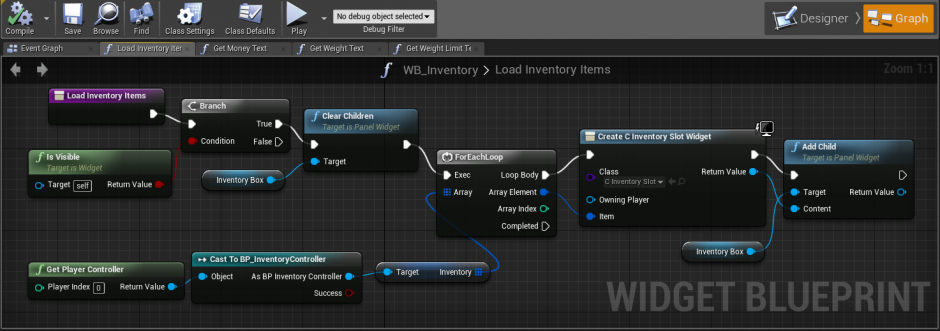 No debug object selected
Compile
Save
Browse
Find
Class Settings
Class Defaults
Play
Debug Filter
Designer
Graph
Event Graph
Load Inventory Iter
Get Money Text
Get Weight Text
Get Weight Limit Te
WB_Inventory > Load Inventory Items
Zoom 1:1
Load Inventory Items
Branch
True
Condition
False
Clear Children
Target is Panel Widget
Target
Is Visible
Target is Widget
Target self
Return Value
Inventory Box
ForEachLoop
Exec
Loop Body
Array
Array Element
Array Index
Completed
Create C Inventory Slot Widget
Class
C Inventory Slot
Return Value
Owning Player
Item
Add Child
Target is Panel Widget
Target
Return Value
Content
Inventory Box
Get Player Controller
Player Index 0
Return Value
Cast To BP_InventoryController
Object
As BP Inventory Controller
Success
Target
Inventory
WIDGET BLUEPRINT